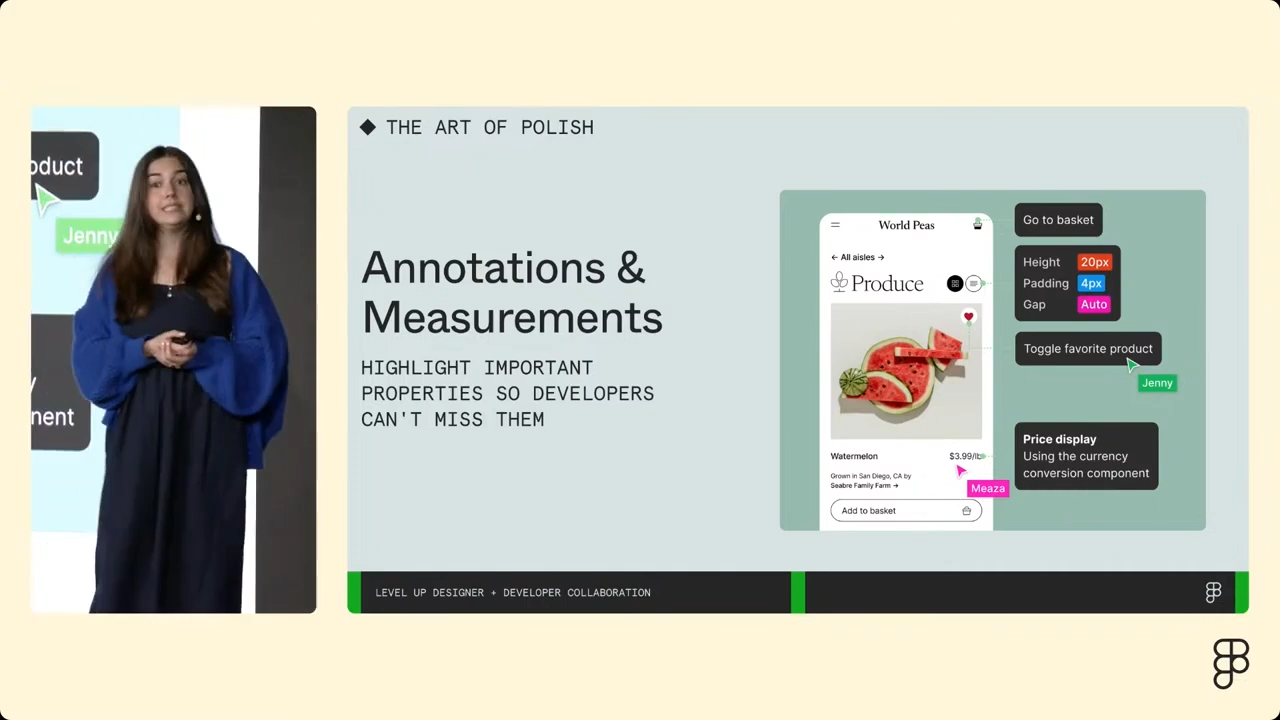 oduct
Jenny
nent
◆ THE ART OF POLISH
Annotations &
Measurements
HIGHLIGHT IMPORTANT
PROPERTIES SO DEVELOPERS
CAN'T MISS THEM
World Peas
← All aisles →
Produce
Watermelon
$3.99/lb
Grown in San Diego, CA by
Seabre Family Farm →
Add to basket
Meaza
Go to basket
Height 20px
Padding 4px
Gap Auto
Toggle favorite product
Jenny
Price display
Using the currency
conversion component
LEVEL UP DESIGNER + DEVELOPER COLLABORATION